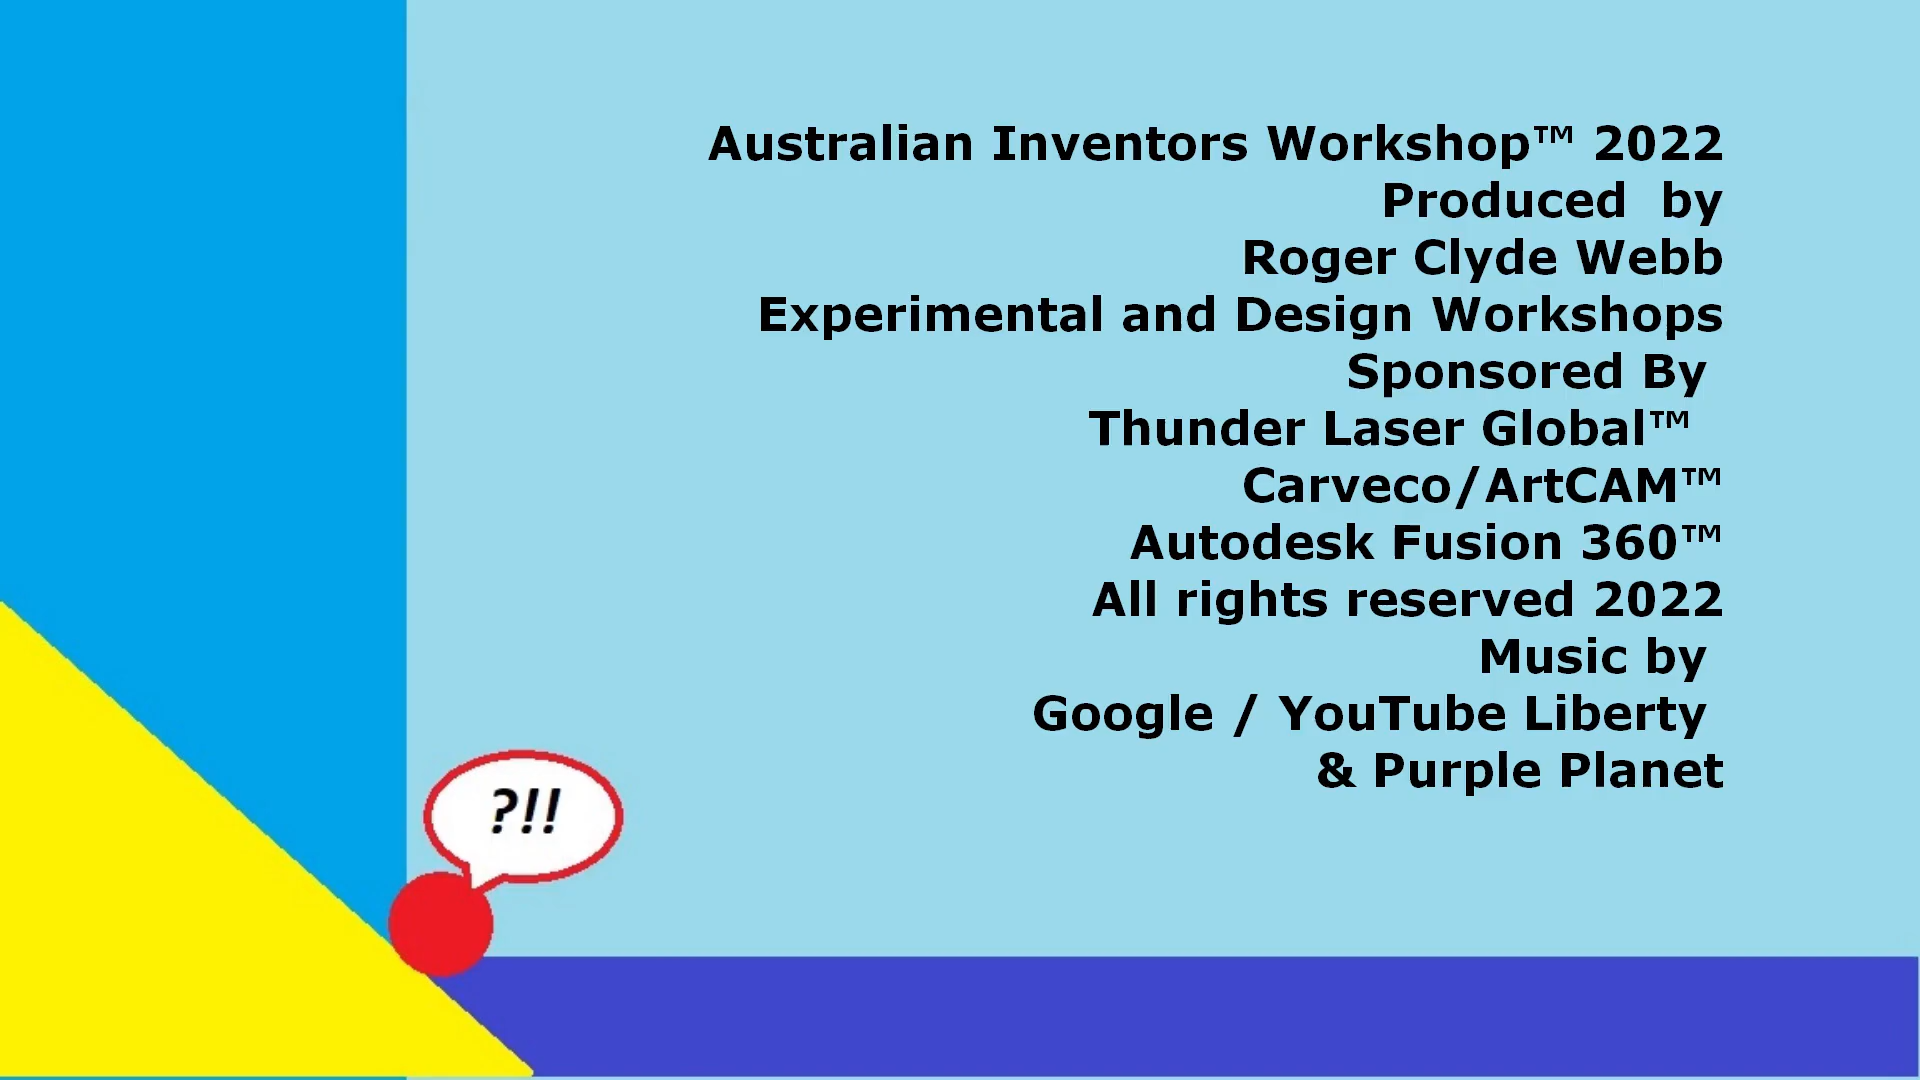 Australian Inventors Workshop™ 2022
Produced by
Roger Clyde Webb
Experimental and Design Workshops
Sponsored By
Thunder Laser Global™
Carveco/ArtCAM™
Autodesk Fusion 360™
All rights reserved 2022
Music by
Google / YouTube Liberty
& Purple Planet
?!!